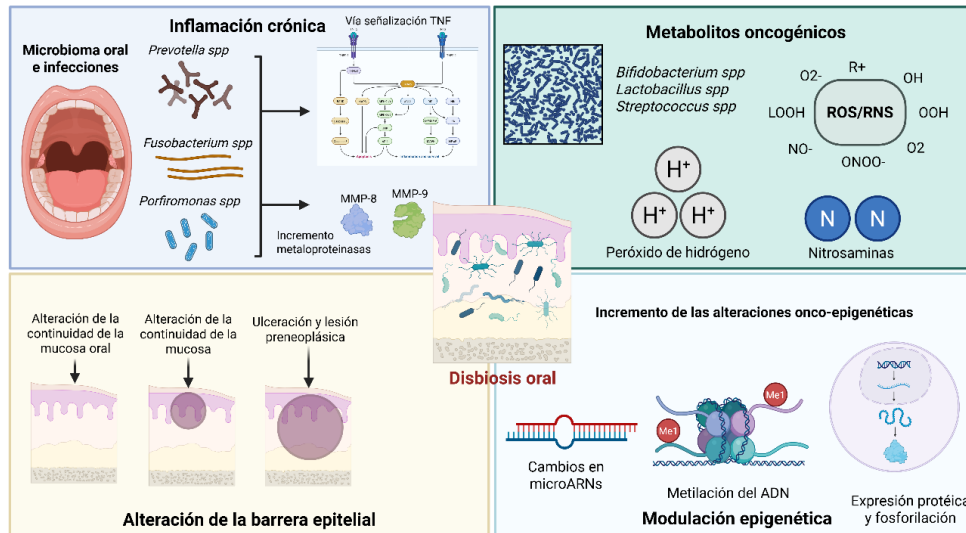 Inflamación crónica
Microbioma oral
e infecciones
Prevotella spp
Fusobacterium spp
Porfiromonas spp
Vía señalización TNF
MMP-8
MMP-9
Incremento
metaloproteinasas
Metabolitos oncogénicos
Bifidobacterium spp
Lactobacillus spp
Streptococcus spp
R+
O2-
OH
LOOH
ROS/RNS
OOH
NO-
O2
ONOO-
H+
H+
H+
Peróxido de hidrógeno
N
N
Nitrosaminas
Disbiosis oral
Alteración de la
continuidad de la
mucosa oral
Alteración de la
continuidad de la
mucosa
Ulceración y lesión
preneoplásica
Alteración de la barrera epitelial
Incremento de las alteraciones onco-epigenéticas
Cambios en
microARNs
Me1
Me1
Metilación del ADN
Expresión protéica
y fosforilación
Modulación epigenética